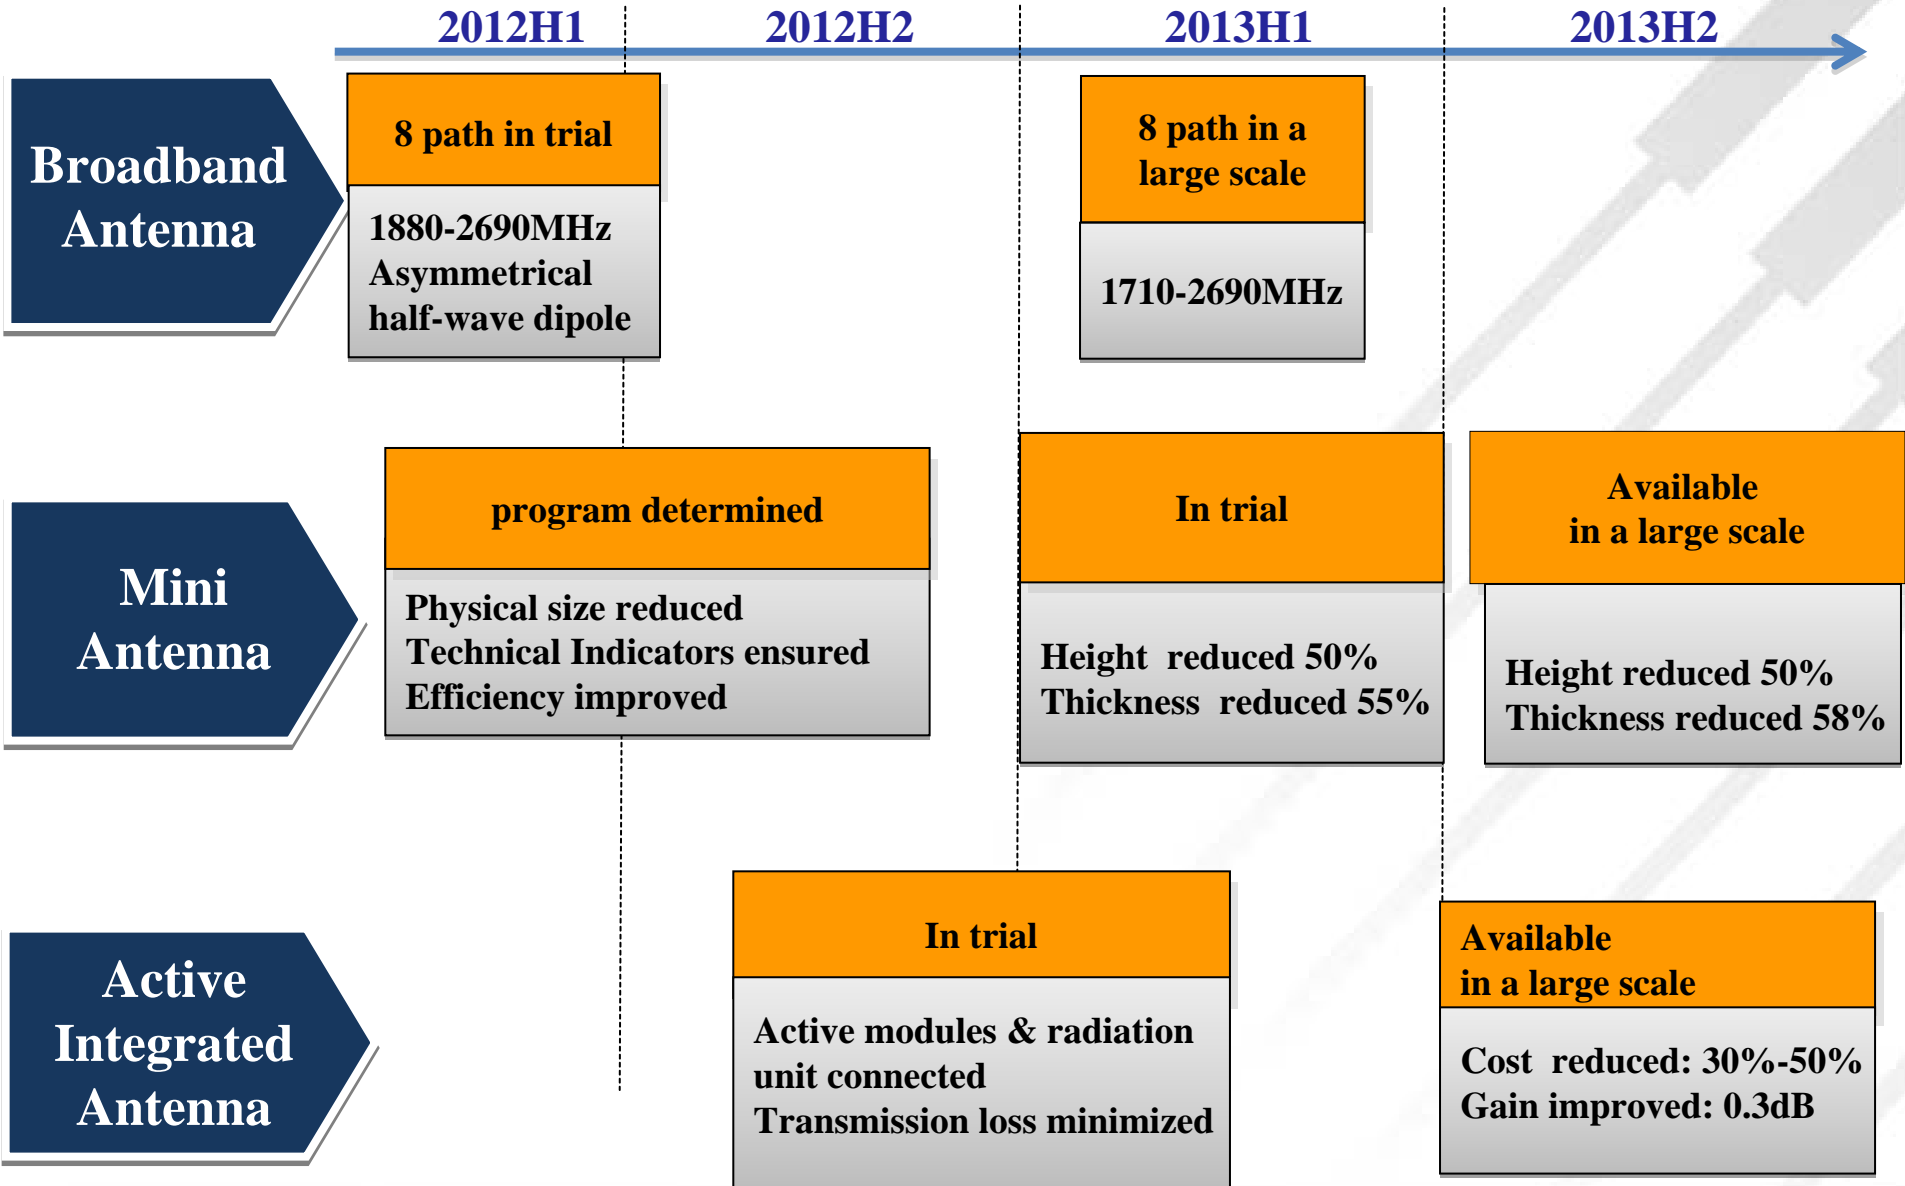 2012H1
2012H2
2013H1
2013H2
Broadband
Antenna
8 path in trial
1880-2690MHz
Asymmetrical
half-wave dipole
8 path in a
large scale
1710-2690MHz
Mini
Antenna
program determined
Physical size reduced
Technical Indicators ensured
Efficiency improved
In trial
Height reduced 50%
Thickness reduced 55%
Available
in a large scale
Height reduced 50%
Thickness reduced 58%
Active
Integrated
Antenna
In trial
Active modules & radiation
unit connected
Transmission loss minimized
Available
in a large scale
Cost reduced: 30%-50%
Gain improved: 0.3dB